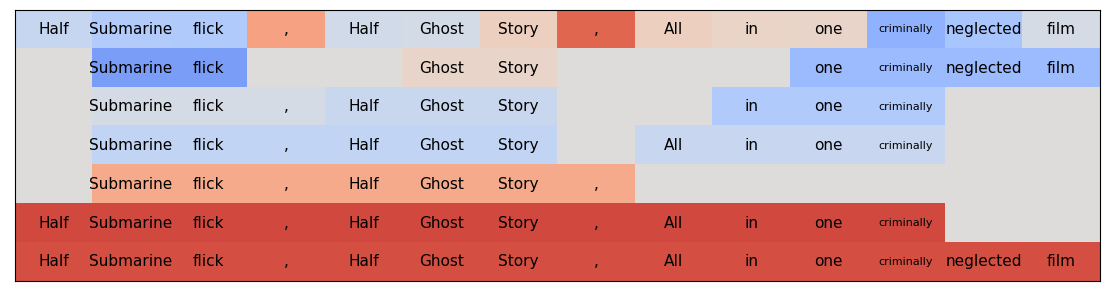 Half Submarine flick , Half Ghost Story , All in one criminally neglected film
Submarine flick Ghost Story one criminally neglected film
Submarine flick , Half Ghost Story in one criminally
Submarine flick , Half Ghost Story All in one criminally
Submarine flick , Half Ghost Story ,
Half Submarine flick , Half Ghost Story , All in one criminally
Half Submarine flick , Half Ghost Story , All in one criminally neglected film